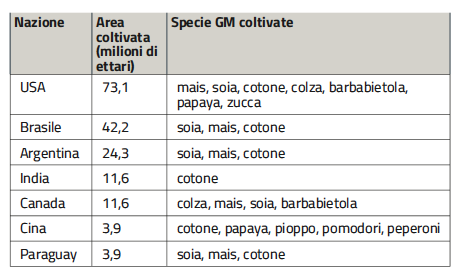 Nazione Area coltivata (milioni di ettari) Specie GM coltivate
USA 73,1 mais, soia, cotone, colza, barbabietola,
papaya, zucca
Brasile 42,2 soia, mais, cotone
Argentina 24,3 soia, mais, cotone
India 11,6 cotone
Canada 11,6 colza, mais, soia, barbabietola
Cina 3,9 cotone, papaya, pioppo, pomodori, peperoni
Paraguay 3,9 soia, mais, cotone